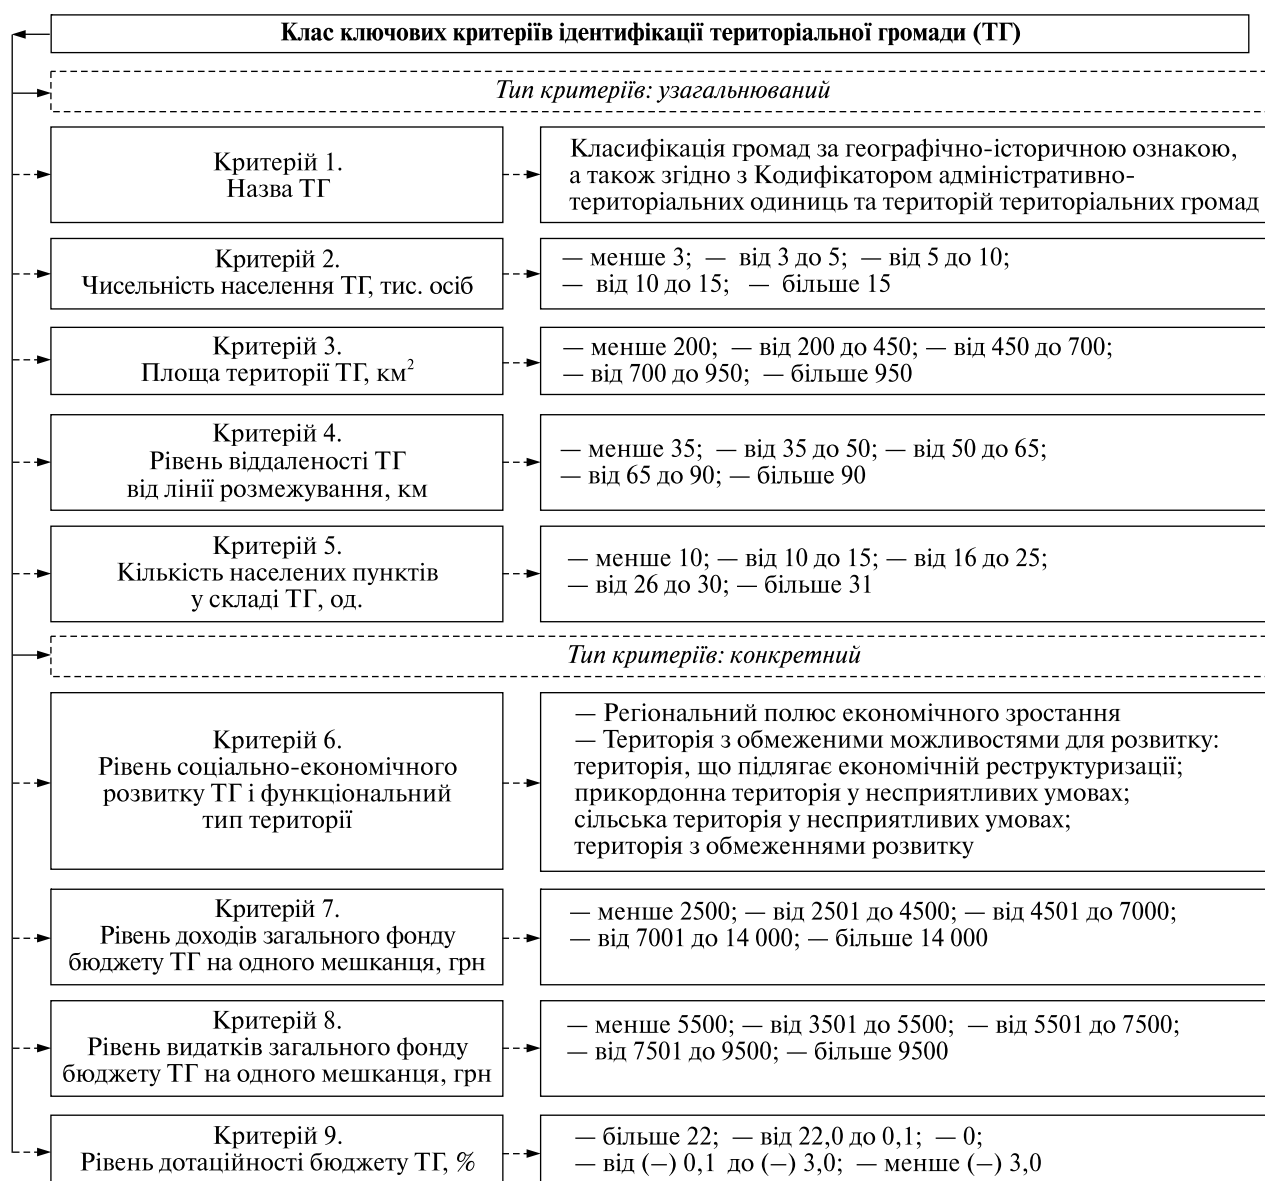 Клас ключових критеріїв ідентифікації територіальної громади (ТГ)
Тип критеріїв: узагальнюваний
Критерій 1.
Назва ТГ
Класифікація громад за географічно-історичною ознакою,
а також згідно з Кодифікатором адміністративно-
територіальних одиниць та територій територіальних громад
Критерій 2.
Чисельність населення ТГ, тис. осіб
— менше 3; — від 3 до 5; — від 5 до 10;
— від 10 до 15; — більше 15
Критерій 3.
Площа території ТГ, км²
— менше 200; — від 200 до 450; — від 450 до 700;
— від 700 до 950; — більше 950
Критерій 4.
Рівень віддаленості ТГ
від лінії розмежування, км
— менше 35; — від 35 до 50; — від 50 до 65;
— від 65 до 90; — більше 90
Критерій 5.
Кількість населених пунктів
у складі ТГ, од.
— менше 10; — від 10 до 15; — від 16 до 25;
— від 26 до 30; — більше 31
Тип критеріїв: конкретний
Критерій 6.
Рівень соціально-економічного
розвитку ТГ і функціональний
тип території
— Регіональний полюс економічного зростання
— Територія з обмеженими можливостями для розвитку:
територія, що підлягає економічній реструктуризації;
прикордонна територія у несприятливих умовах;
сільська територія у несприятливих умовах;
територія з обмеженнями розвитку
Критерій 7.
Рівень доходів загального фонду
бюджету ТГ на одного мешканця, грн
— менше 2500; — від 2501 до 4500; — від 4501 до 7000;
— від 7001 до 14 000; — більше 14 000
Критерій 8.
Рівень видатків загального фонду
бюджету ТГ на одного мешканця, грн
— менше 5500; — від 3501 до 5500; — від 5501 до 7500;
— від 7501 до 9500; — більше 9500
Критерій 9.
Рівень дотаційності бюджету ТГ, %
— більше 22; — від 22,0 до 0,1; — 0;
— від (–) 0,1 до (–) 3,0; — менше (–) 3,0